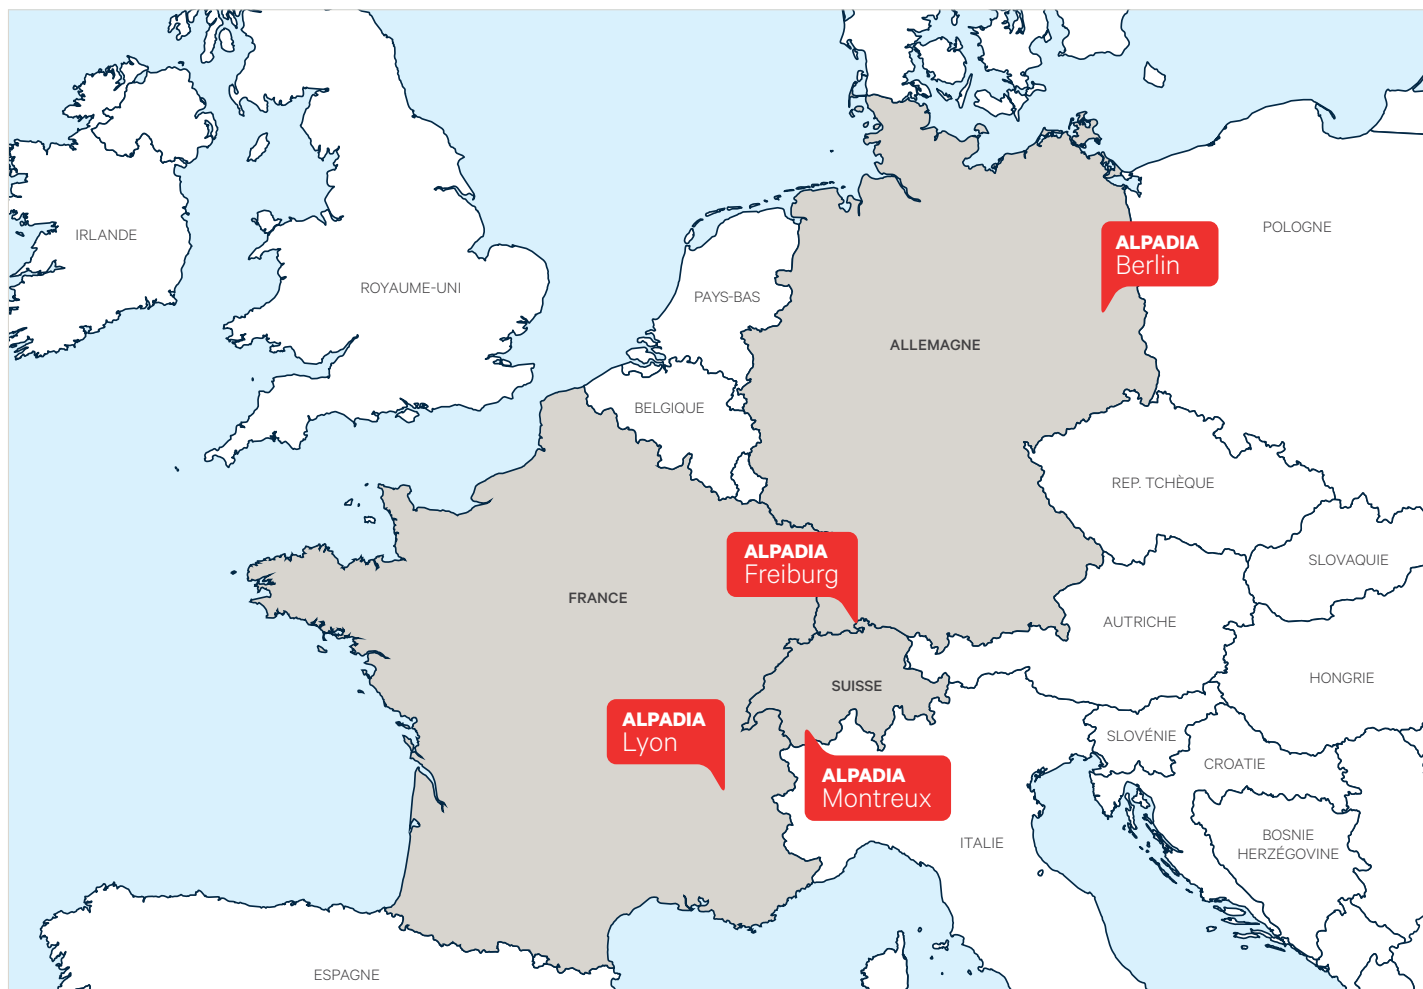 IRLANDE
ROYAUME-UNI
PAYS-BAS
BELGIQUE
ALLEMAGNE
POLOGNE
ALPADIA
Berlin
REP. TCHÈQUE
SLOVAQUIE
ALPADIA
Freiburg
FRANCE
AUTRICHE
SUISSE
HONGRIE
ALPADIA
Lyon
ALPADIA
Montreux
SLOVÉNIE
CROATIE
ITALIE
BOSNIE
HERZÉGOVINE
ESPAGNE